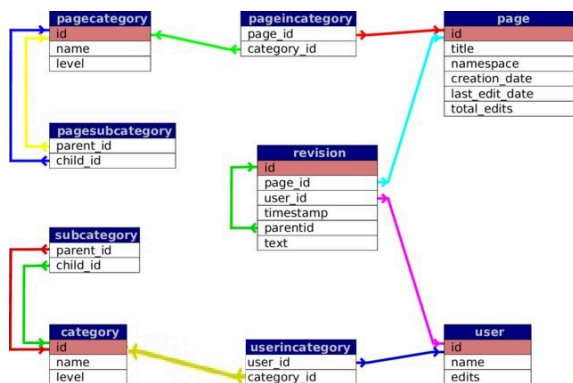 pagecategory
id
name
level
pageincategory
page_id
category_id
page
id
title
namespace
creation_date
last_edit_date
total_edits
pagesubcategory
parent_id
child_id
revision
id
page_id
user_id
timestamp
parentid
text
subcategory
parent_id
child_id
category
id
name
level
userincategory
user_id
category_id
user
id
name
edits